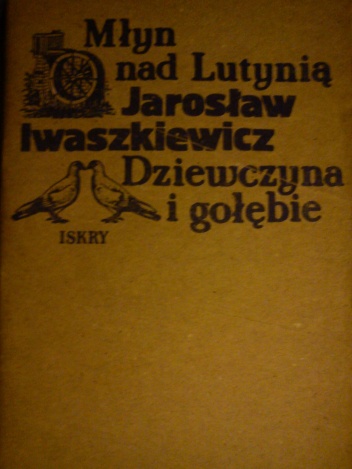 Młyn
nad Lutynią
Jarosław
Iwaszkiewicz
Dziewczyna
i gołębie
ISKRY